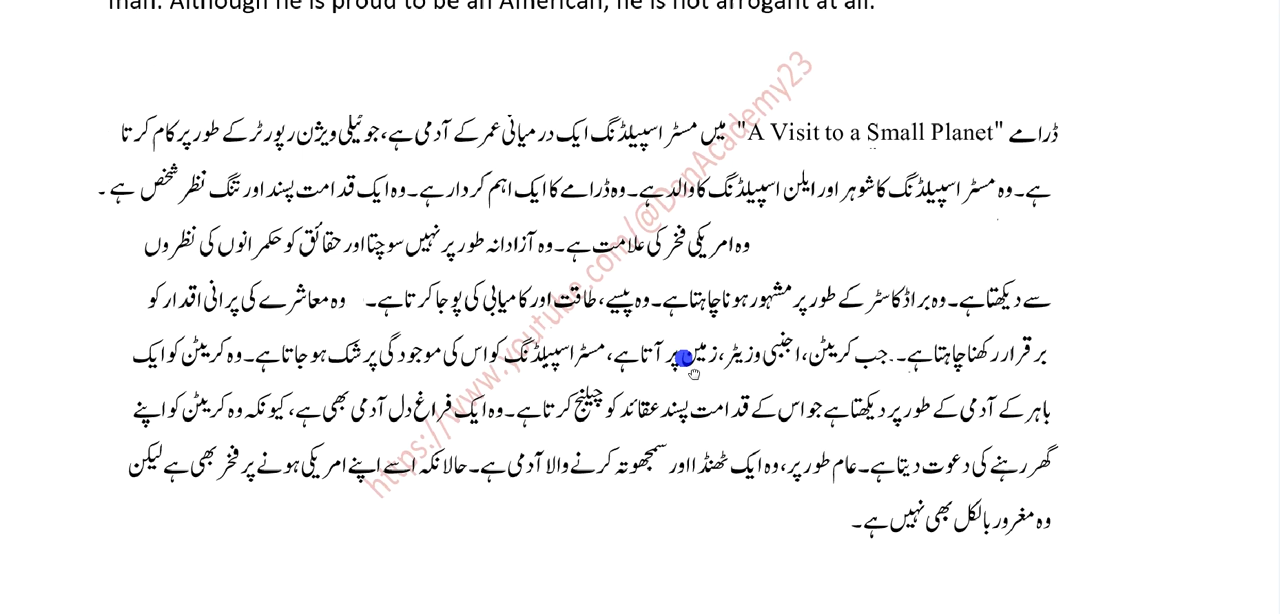 man. Although he is proud to be an American, he is not arrogant at all.
ڈرامے "A Visit to a Small Planet" میں مسٹر اسپیلڈنگ ایک درمیانی عمر کے آدمی ہے، جو ٹیلی ویژن رپورٹر کے طور پر کام کرتا
ہے۔ وہ مسٹر اسپیلڈنگ کا شوہر اور ایلن اسپیلڈنگ کا والد ہے۔ وہ ڈرامے کا ایک اہم کردار ہے۔ وہ ایک قدامت پسند اور تنگ نظر شخص ہے ۔
وہ امریکی فخر کی علامت ہے۔ وہ آزادانہ طور پر نہیں سوچتا اور حقائق کو حکمرانوں کی نظروں
سے دیکھتا ہے۔ وہ براڈکاسٹر کے طور پر مشہور ہونا چاہتا ہے۔ وہ پیسے، طاقت اور کامیابی کی پوجا کرتا ہے۔ وہ معاشرے کی پرانی اقدار کو
برقرار رکھنا چاہتا ہے۔. جب کریٹن، اجنبی وزیٹر، زمین پر آتا ہے، مسٹر اسپیلڈنگ کو اس کی موجودگی پر شک ہو جاتا ہے۔ وہ کریٹن کو ایک
باہر کے آدمی کے طور پر دیکھتا ہے جو اس کے قدامت پسند عقائد کو چیلنج کرتا ہے۔ وہ ایک فراغ دل آدمی بھی ہے، کیونکہ وہ کریٹن کو اپنے
گھر رہنے کی دعوت دیتا ہے۔ عام طور پر، وہ ایک ٹھنڈا اور سمجھوتہ کرنے والا آدمی ہے۔ حالانکہ اسے اپنے امریکی ہونے پر فخر بھی ہے لیکن
وہ مغرور بالکل بھی نہیں ہے۔
https://www.youtube.com/@DanAcademy23